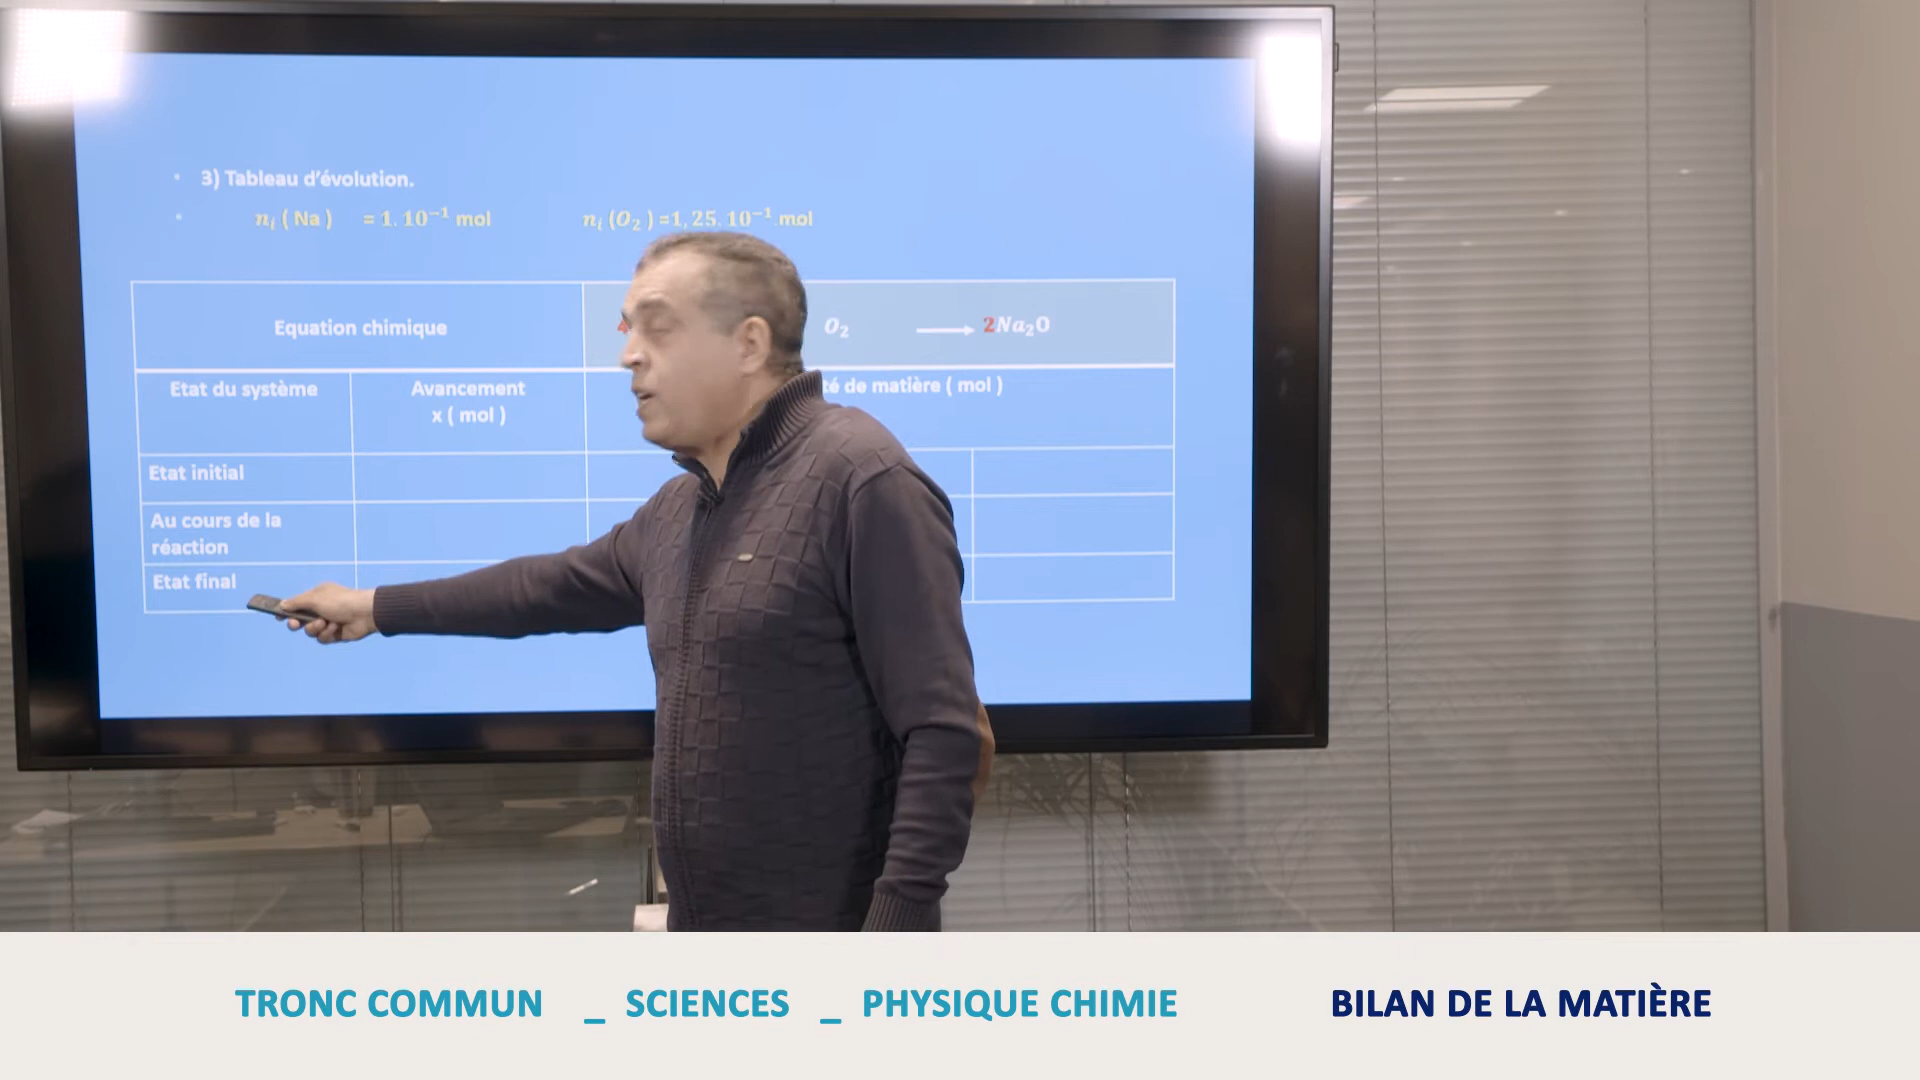 • 3) Tableau d'évolution.
• nᵢ ( Na ) = 1. 10⁻¹ mol nᵢ (O₂ ) =1, 25. 10⁻¹ mol
Equation chimique
4 O₂ ⟶ 2Na₂O
Etat du système
Avancement
x ( mol )
té de matière ( mol )
Etat initial
Au cours de la
réaction
Etat final
TRONC COMMUN _ SCIENCES _ PHYSIQUE CHIMIE BILAN DE LA MATIÈRE